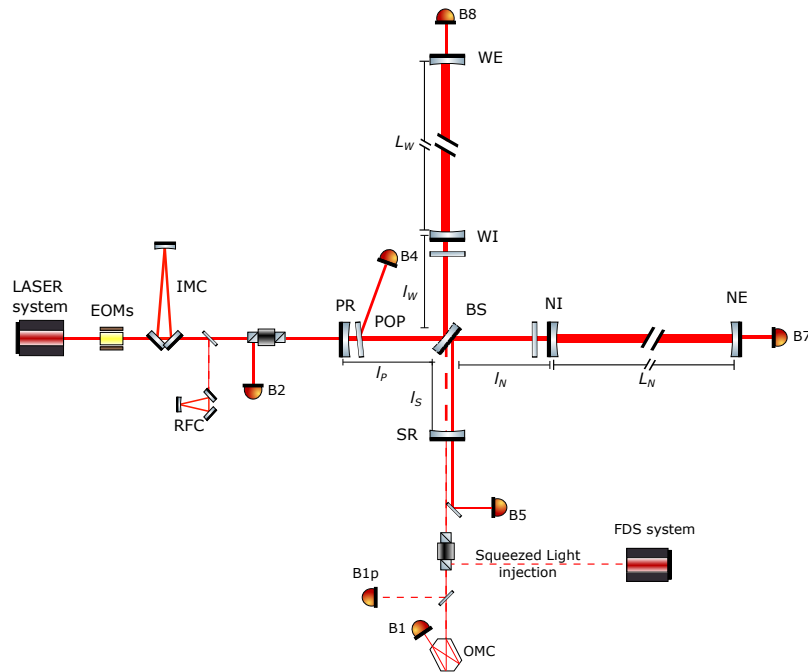 B8
WE
L_W
WI
B4
LASER
system
EOMs
IMC
PR
POP
l_W
BS
NI
NE
B7
B2
RFC
l_P
l_S
l_N
L_N
SR
B5
FDS system
Squeezed Light
injection
B1p
B1
OMC